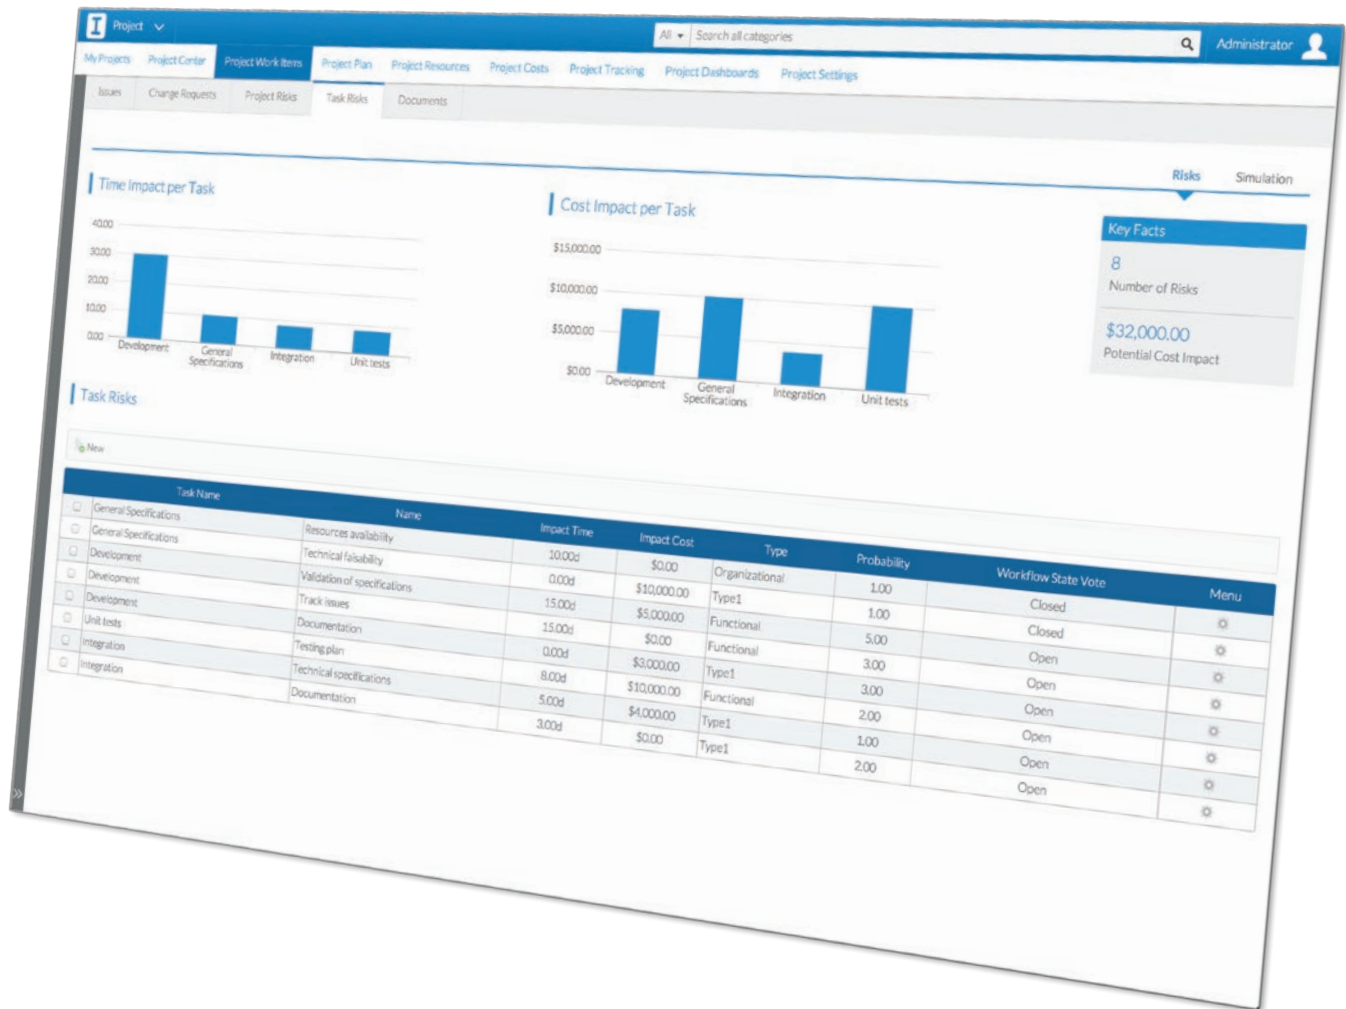 I Project
All Search all categories
Administrator
My Projects Project Center Project Work Items Project Plan Project Resources Project Costs Project Tracking Project Dashboards Project Settings
Issues Change Requests Project Risks Task Risks Documents
Risks Simulation
Time Impact per Task
40.00
30.00
20.00
10.00
0.00
Development General Specifications Integration Unit tests
Cost Impact per Task
$15,000.00
$10,000.00
$5,000.00
$0.00
Development General Specifications Integration Unit tests
Key Facts
8
Number of Risks
$32,000.00
Potential Cost Impact
Task Risks
New
Task Name Name Impact Time Impact Cost Type Probability Workflow State Vote Menu
General Specifications Resources availability 10.00d $0.00 Organizational 1.00 Closed
General Specifications Technical faisability 0.00d $10,000.00 Type1 1.00 Closed
Development Validation of specifications 15.00d $5,000.00 Functional 5.00 Open
Development Track issues 15.00d $0.00 Functional 3.00 Open
Development Documentation 0.00d $3,000.00 Type1 3.00 Open
Unit tests Testing plan 8.00d $10,000.00 Functional 2.00 Open
Integration Technical specifications 5.00d $4,000.00 Type1 1.00 Open
Integration Documentation 3.00d $0.00 Type1 2.00 Open
»